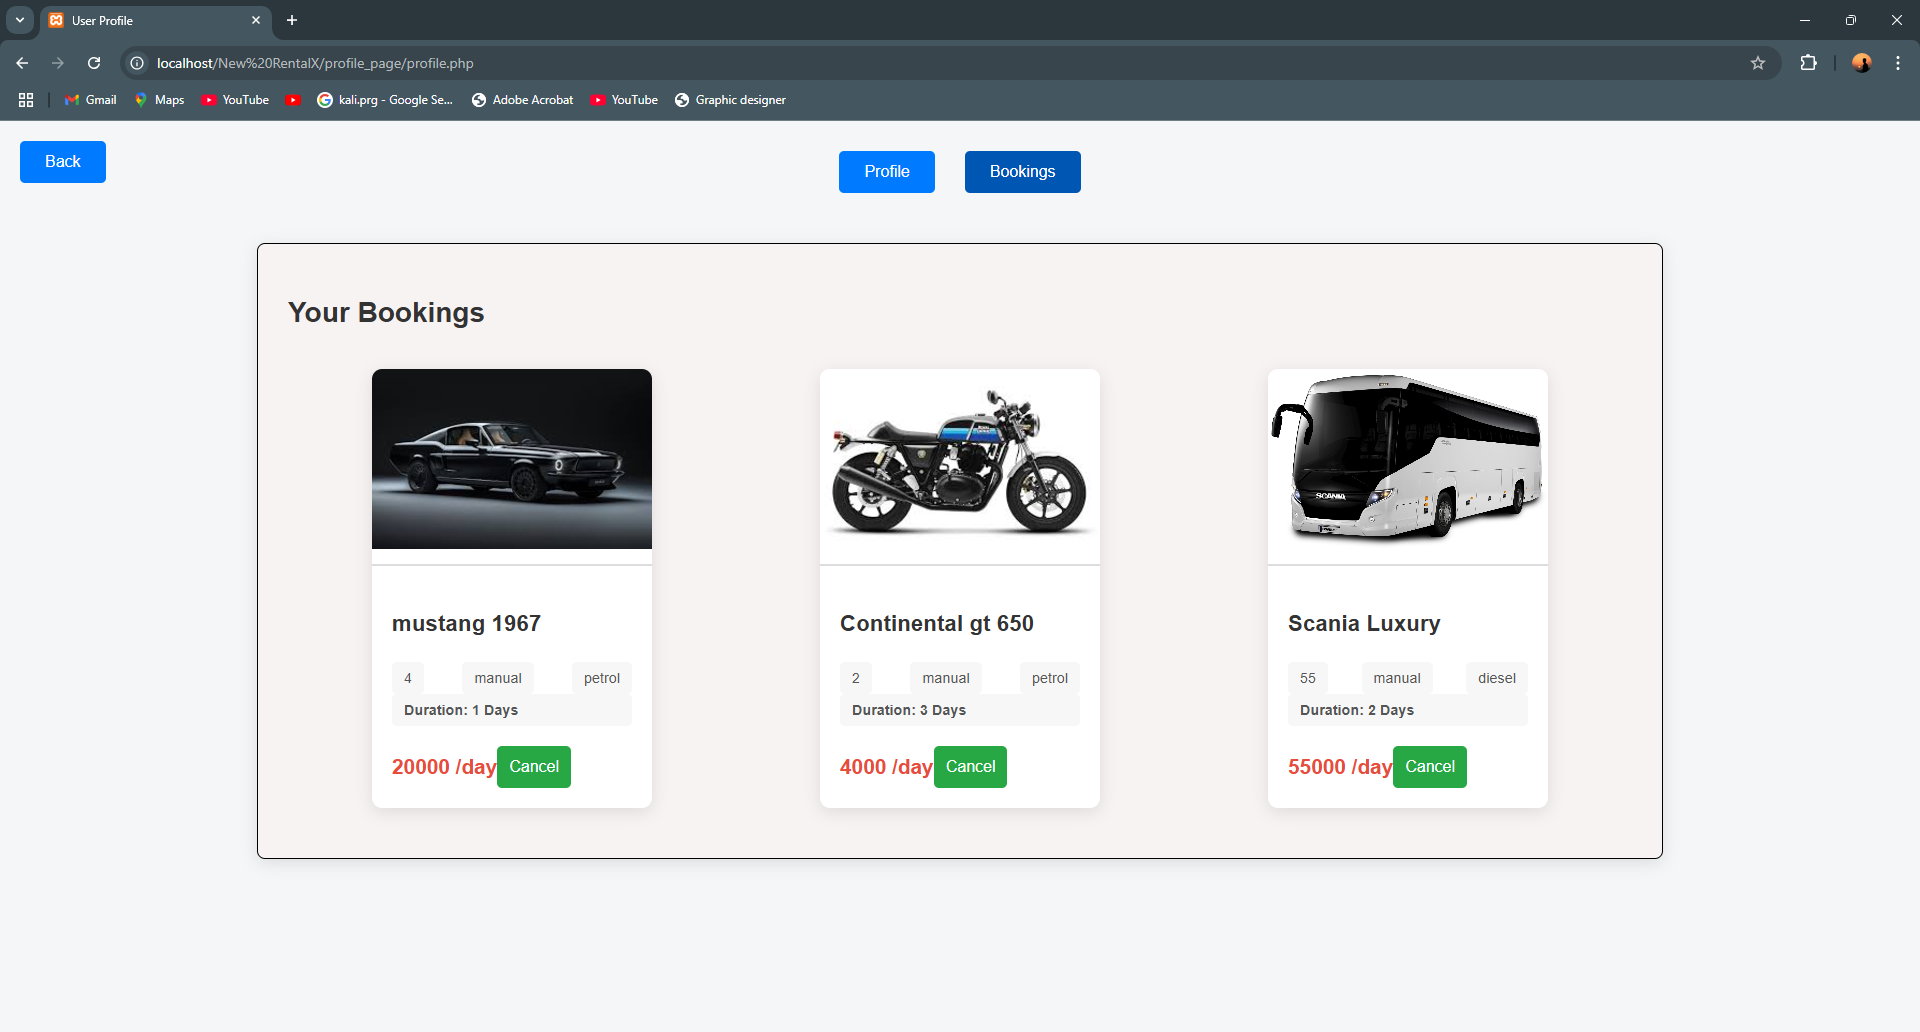 User Profile
localhost/New%20RentalX/profile_page/profile.php
Gmail Maps YouTube kali.prg - Google Se... Adobe Acrobat YouTube Graphic designer
Back
Profile Bookings
Your Bookings
SCANIA
mustang 1967 Continental gt 650 Scania Luxury
4 manual petrol 2 manual petrol 55 manual diesel
Duration: 1 Days Duration: 3 Days Duration: 2 Days
20000 /day Cancel 4000 /day Cancel 55000 /day Cancel